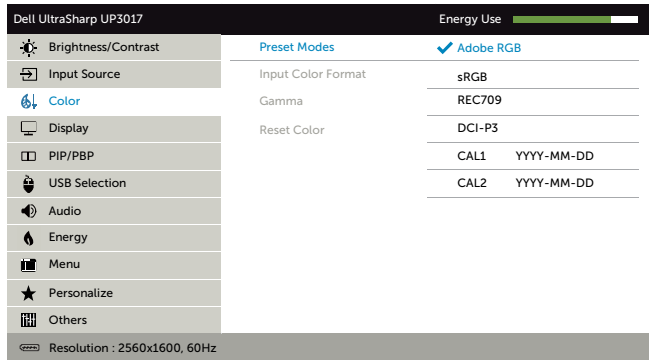 Dell UltraSharp UP3017 Energy Use
Brightness/Contrast Preset Modes Adobe RGB
Input Source Input Color Format sRGB
Color Gamma REC709
Display Reset Color DCI-P3
PIP/PBP CAL1 YYYY-MM-DD
USB Selection CAL2 YYYY-MM-DD
Audio
Energy
Menu
Personalize
Others
Resolution : 2560x1600, 60Hz